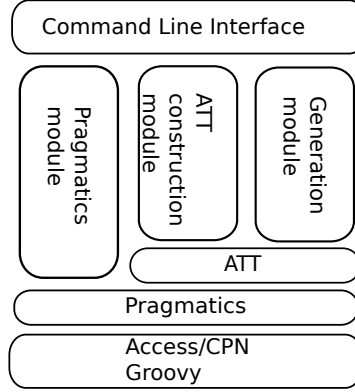 Command Line Interface
Pragmatics
module
ATT
construction
module
Generation
module
ATT
Pragmatics
Access/CPN
Groovy